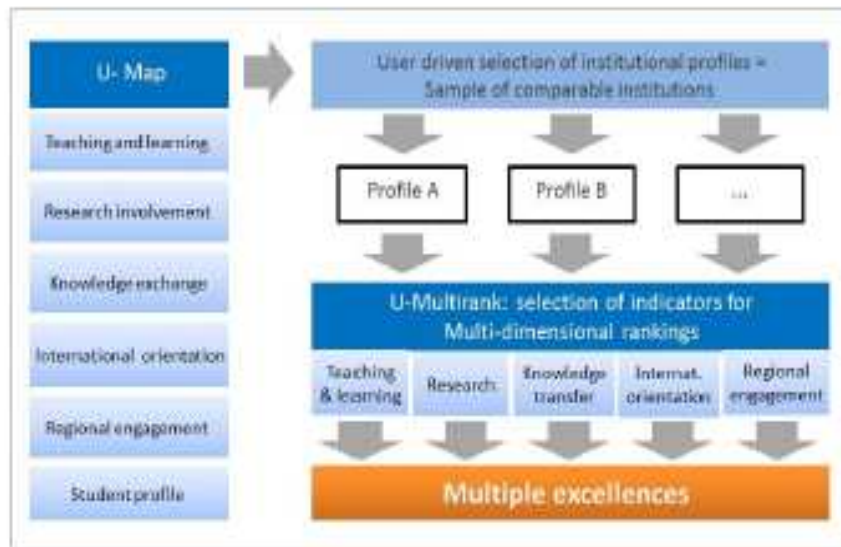 U- Map
Teaching and learning
Research Involvement
Knowledge exchange
International orientation
Regional engagement
Student profile
User driven selection of institutional profiles =
Sample of comparable institutions
Profile A
Profile B
...
U-Multirank: selection of indicators for
Multi-dimensional rankings
Teaching
& learning
Research
Knowledge
transfer
Internat.
orientation
Regional
engagement
Multiple excellences